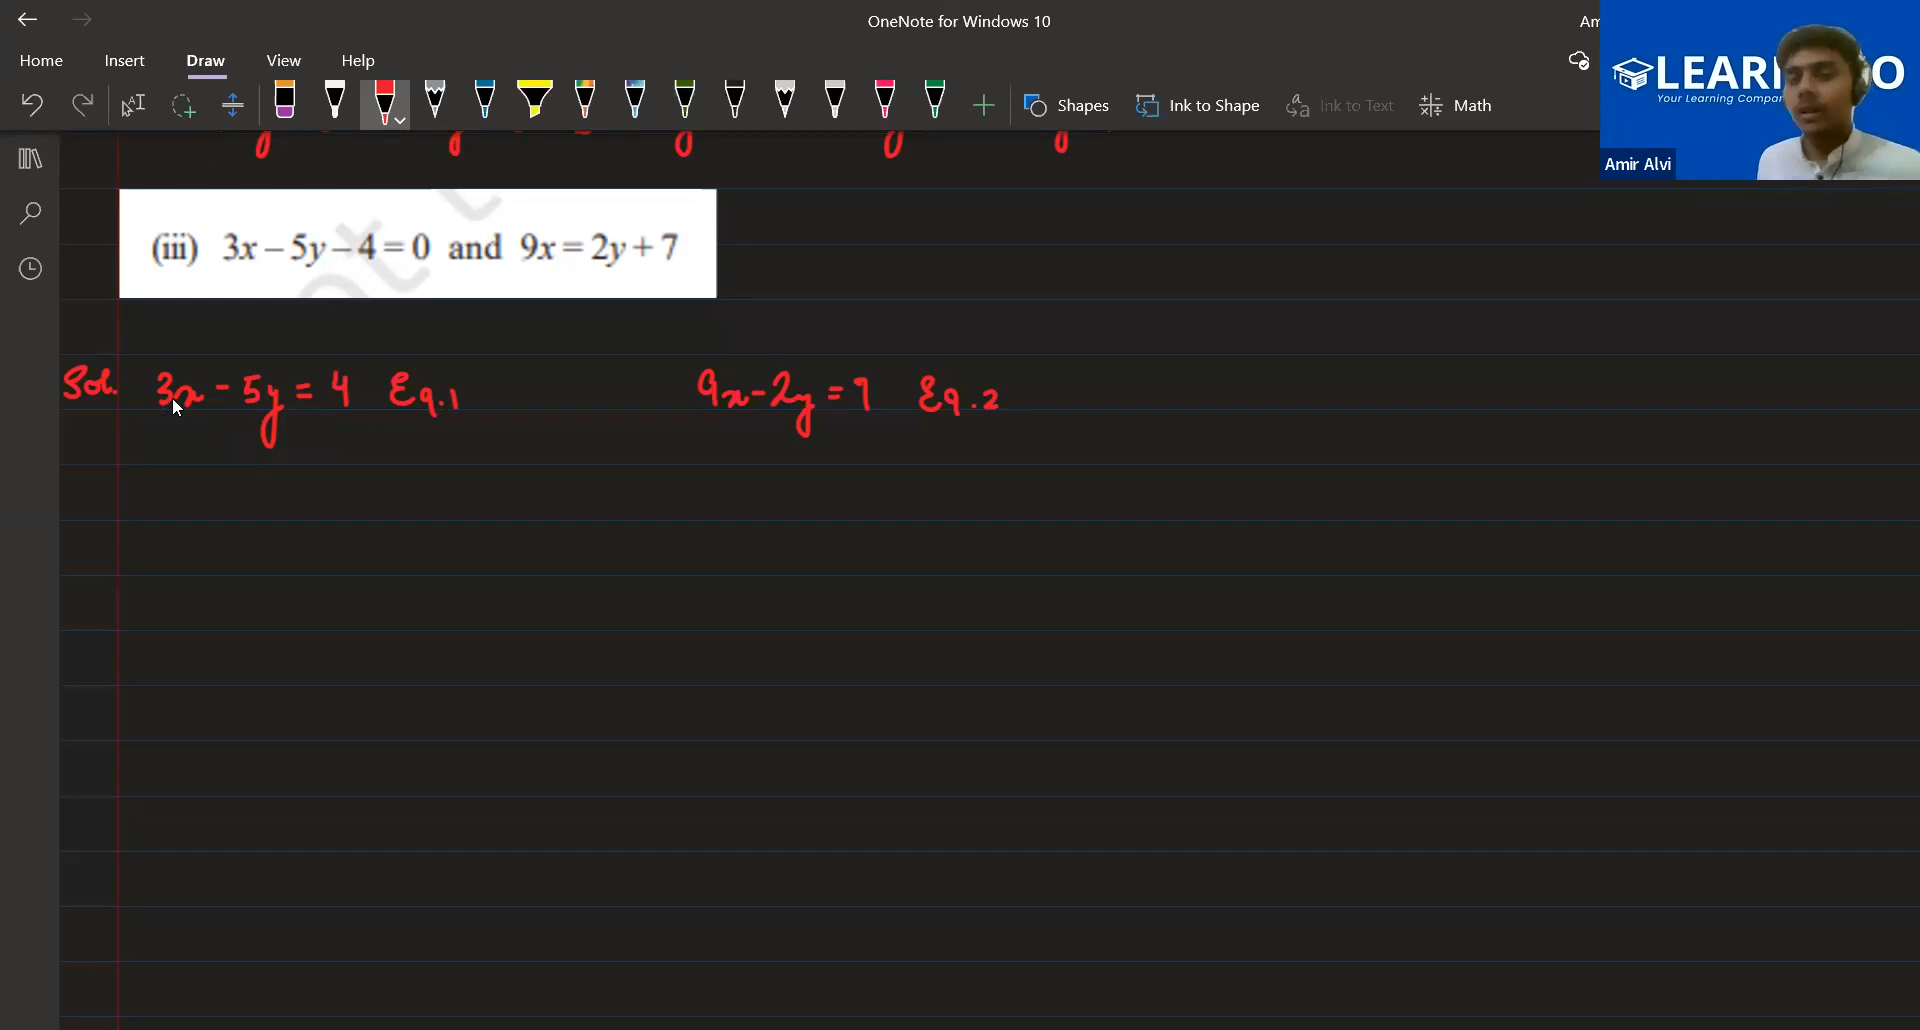 OneNote for Windows 10
Am
Home Insert Draw View Help
Shapes Ink to Shape Ink to Text Math
LEARN O
Your Learning Compan
Amir Alvi
(iii) 3x – 5y – 4 = 0 and 9x = 2y + 7
Sol. 3x - 5y = 4 Eq.1 9x - 2y = 7 Eq.2